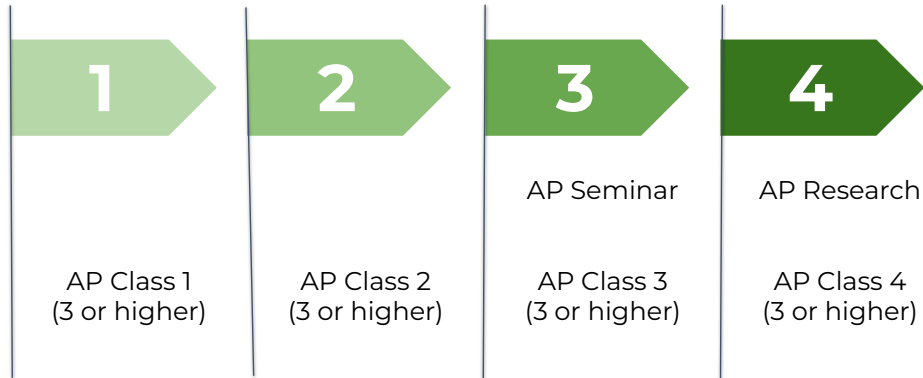 1
2
3
4
AP Seminar
AP Research
AP Class 1
(3 or higher)
AP Class 2
(3 or higher)
AP Class 3
(3 or higher)
AP Class 4
(3 or higher)